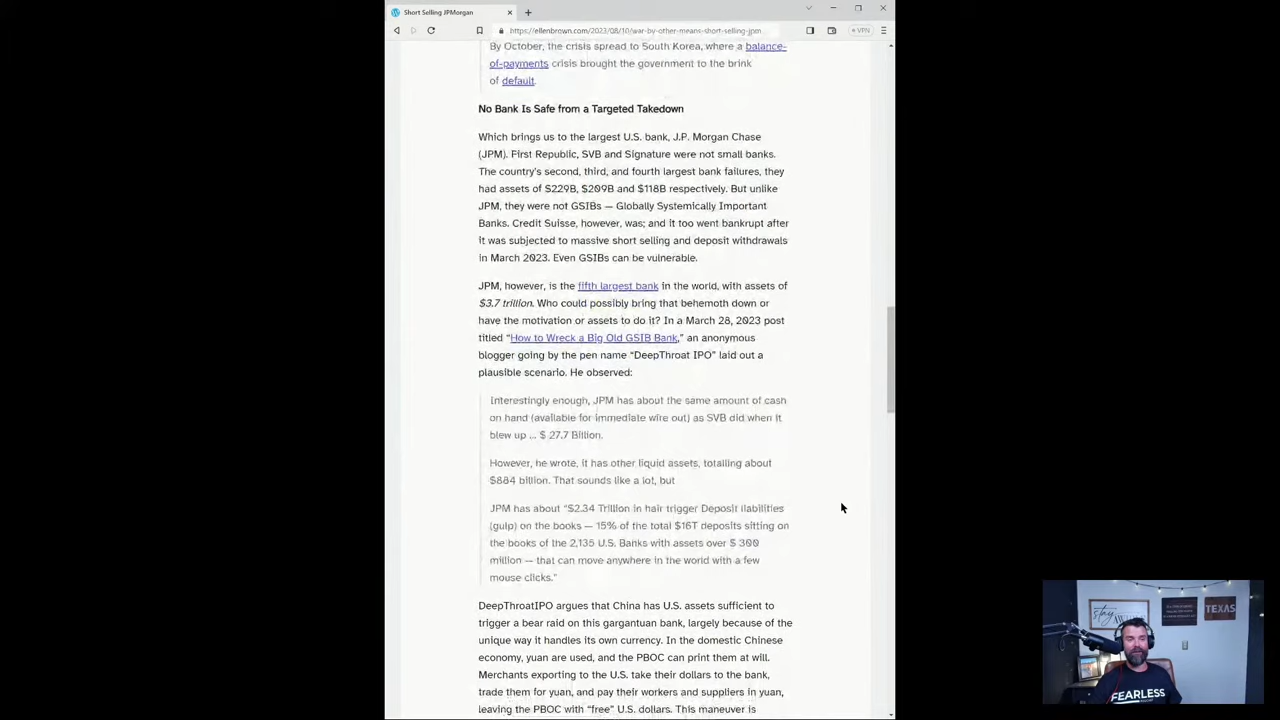 Short Selling JPMorgan
https://ellenbrown.com/2023/08/10/war-by-other-means-short-selling-jpm
VPN
By October, the crisis spread to South Korea, where a balance-
of-payments crisis brought the government to the brink
of default.
No Bank Is Safe from a Targeted Takedown
Which brings us to the largest U.S. bank, J.P. Morgan Chase
(JPM). First Republic, SVB and Signature were not small banks.
The country's second, third, and fourth largest bank failures, they
had assets of $229B, $209B and $118B respectively. But unlike
JPM, they were not GSIBs — Globally Systemically Important
Banks. Credit Suisse, however, was; and it too went bankrupt after
it was subjected to massive short selling and deposit withdrawals
in March 2023. Even GSIBs can be vulnerable.
JPM, however, is the fifth largest bank in the world, with assets of
$3.7 trillion. Who could possibly bring that behemoth down or
have the motivation or assets to do it? In a March 28, 2023 post
titled “How to Wreck a Big Old GSIB Bank,” an anonymous
blogger going by the pen name “DeepThroat IPO” laid out a
plausible scenario. He observed:
Interestingly enough, JPM has about the same amount of cash
on hand (available for immediate wire out) as SVB did when it
blew up … $ 27.7 Billion.
However, he wrote, it has other liquid assets, totalling about
$884 billion. That sounds like a lot, but
JPM has about “$2.34 Trillion in hair trigger Deposit liabilities
(gulp) on the books — 15% of the total $16T deposits sitting on
the books of the 2,135 U.S. Banks with assets over $ 300
million — that can move anywhere in the world with a few
mouse clicks.”
DeepThroatIPO argues that China has U.S. assets sufficient to
trigger a bear raid on this gargantuan bank, largely because of the
unique way it handles its own currency. In the domestic Chinese
economy, yuan are used, and the PBOC can print them at will.
Merchants exporting to the U.S. take their dollars to the bank,
trade them for yuan, and pay their workers and suppliers in yuan,
leaving the PBOC with “free” U.S. dollars. This maneuver is
stay
TEXAS
FEARLESS